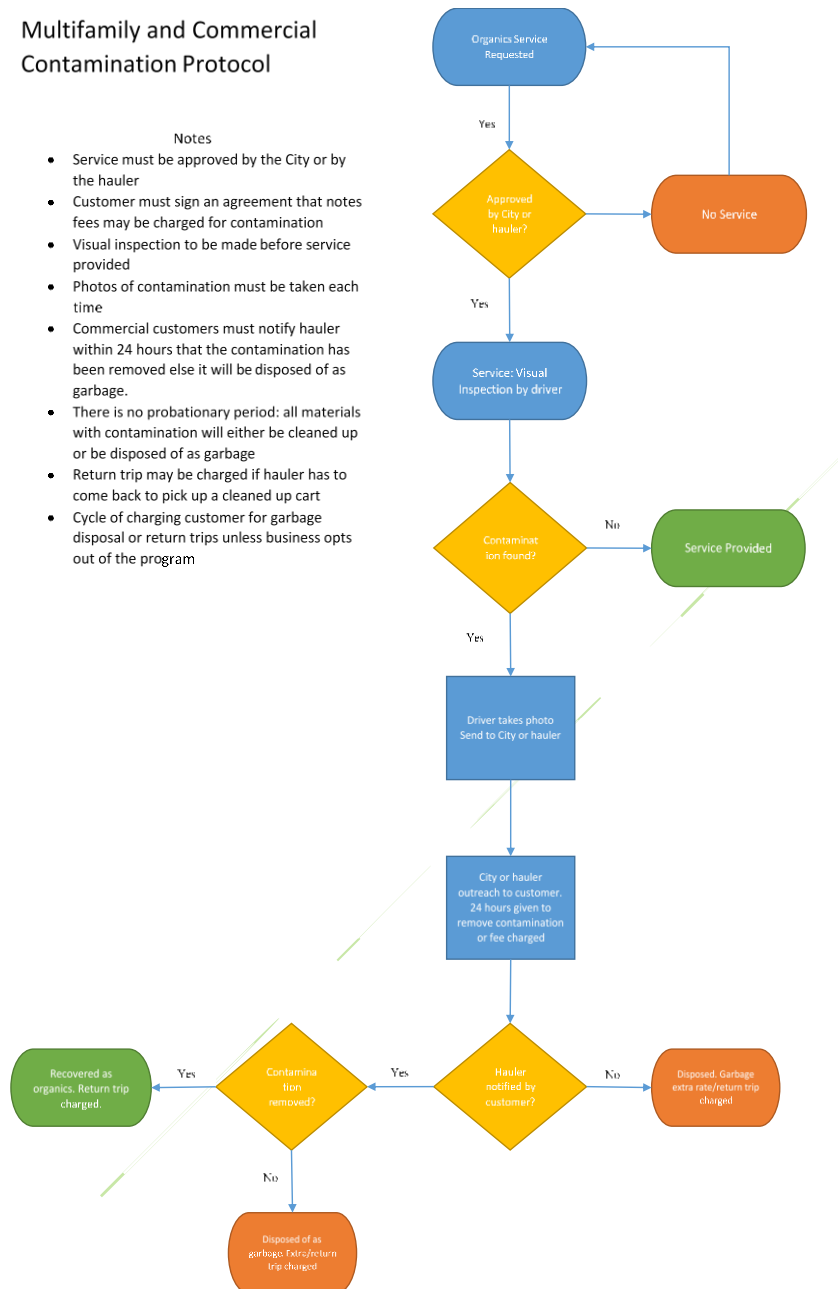 Multifamily and Commercial
Contamination Protocol
Notes
• Service must be approved by the City or by
the hauler
• Customer must sign an agreement that notes
fees may be charged for contamination
• Visual inspection to be made before service
provided
• Photos of contamination must be taken each
time
• Commercial customers must notify hauler
within 24 hours that the contamination has
been removed else it will be disposed of as
garbage.
• There is no probationary period: all materials
with contamination will either be cleaned up
or be disposed of as garbage
• Return trip may be charged if hauler has to
come back to pick up a cleaned up cart
• Cycle of charging customer for garbage
disposal or return trips unless business opts
out of the program
Organics Service
Requested
Yes
Approved
by City or
hauler?
No Service
Yes
Service: Visual
Inspection by driver
Contaminat
ion found?
No
Service Provided
Yes
Driver takes photo
Send to City or hauler
City or hauler
outreach to customer.
24 hours given to
remove contamination
or fee charged
Hauler
notified by
customer?
No
Disposed. Garbage
extra rate/return trip
charged
Yes
Contamina
tion
removed?
Yes
Recovered as
organics. Return trip
charged.
No
Disposed of as
garbage. Extra/return
trip charged